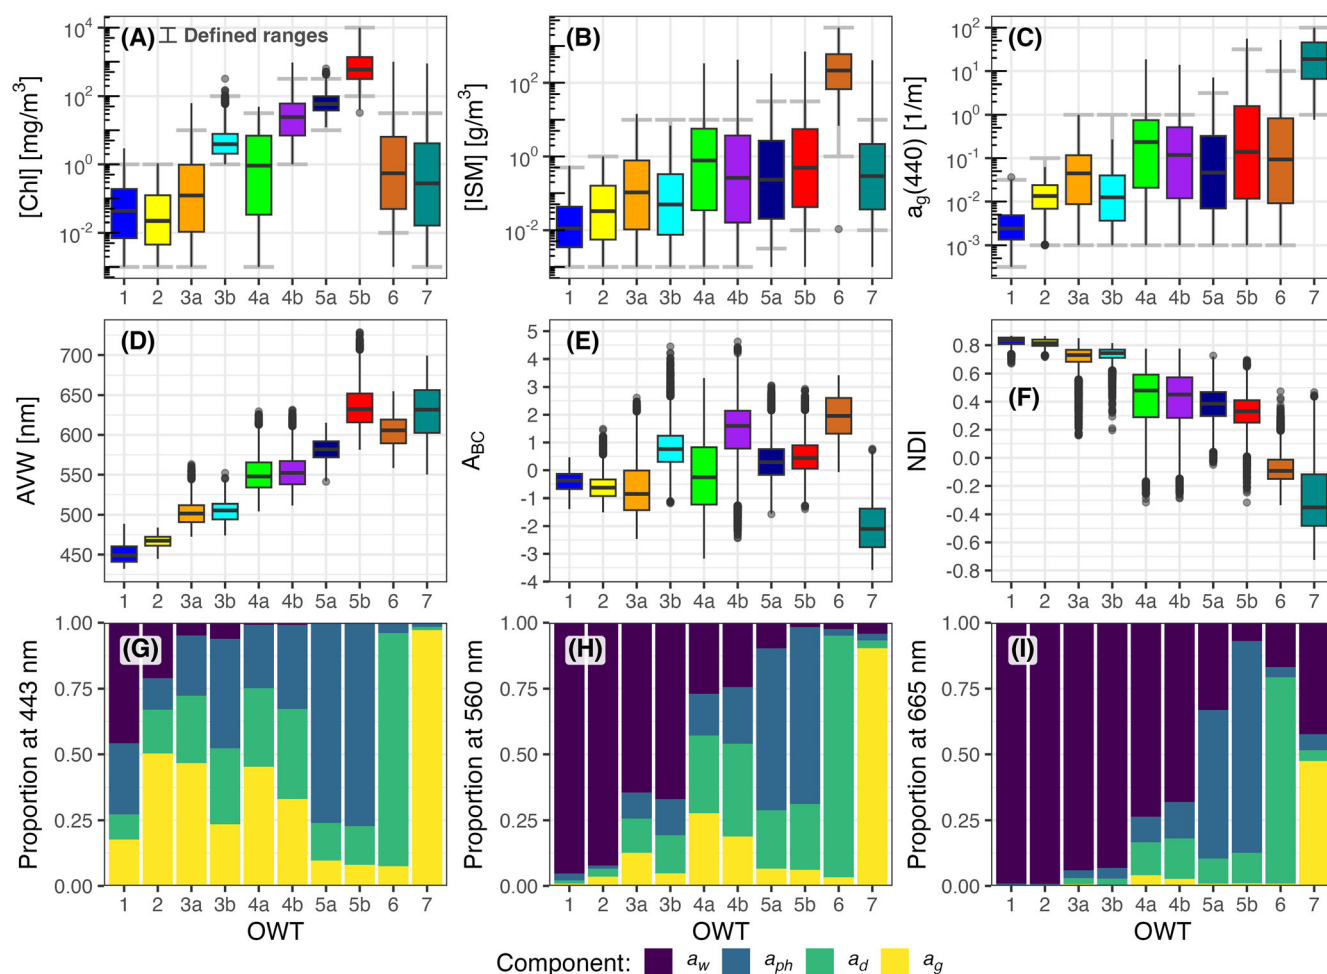 (A) Defined ranges
[Chl] [mg/m³]
10⁴
10²
10⁰
10⁻²
1 2 3a 3b 4a 4b 5a 5b 6 7
(B)
[ISM] [g/m³]
10²
10⁰
10⁻²
1 2 3a 3b 4a 4b 5a 5b 6 7
(C)
a_g(440) [1/m]
10²
10¹
10⁰
10⁻¹
10⁻²
10⁻³
1 2 3a 3b 4a 4b 5a 5b 6 7
(D)
AVW [nm]
700
650
600
550
500
450
1 2 3a 3b 4a 4b 5a 5b 6 7
(E)
A_BC
5
4
3
2
1
0
-1
-2
-3
-4
1 2 3a 3b 4a 4b 5a 5b 6 7
(F)
NDI
0.8
0.6
0.4
0.2
0.0
-0.2
-0.4
-0.6
-0.8
1 2 3a 3b 4a 4b 5a 5b 6 7
(G)
Proportion at 443 nm
1.00
0.75
0.50
0.25
0.00
1 2 3a 3b 4a 4b 5a 5b 6 7
OWT
(H)
Proportion at 560 nm
1.00
0.75
0.50
0.25
0.00
1 2 3a 3b 4a 4b 5a 5b 6 7
OWT
(I)
Proportion at 665 nm
1.00
0.75
0.50
0.25
0.00
1 2 3a 3b 4a 4b 5a 5b 6 7
OWT
Component: a_w a_ph a_d a_g